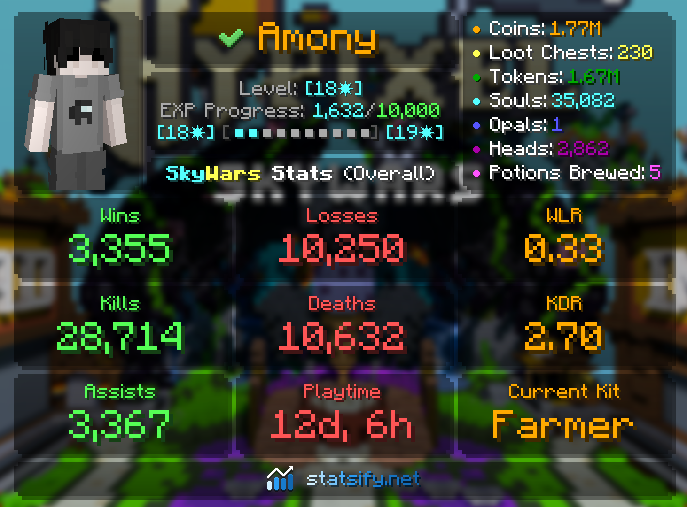 ✔ Amony
Level: [18✶]
EXP Progress: 1,632/10,000
[18✶] [■■■■■■■■■■] [19✶]
SkyWars Stats (Overall)
• Coins: 1.77M
• Loot Chests: 230
• Tokens: 1.67M
• Souls: 35,082
• Opals: 1
• Heads: 2,862
• Potions Brewed: 5
Wins
3,355
Losses
10,250
WLR
0.33
Kills
28,714
Deaths
10,632
KDR
2.70
Assists
3,367
Playtime
12d, 6h
Current Kit
Farmer
statsify.net